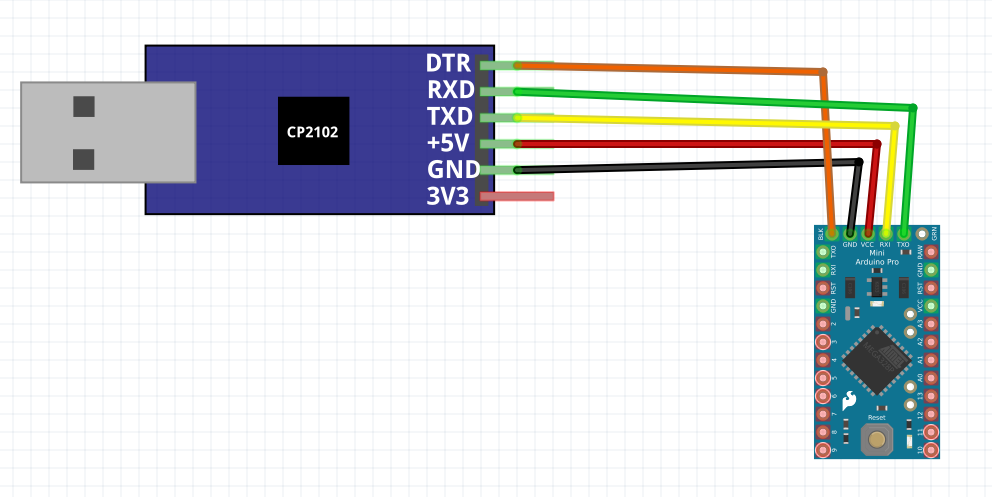 DTR
RXD
TXD
+5V
GND
3V3
CP2102
BLK
GND
VCC
RXI
TXO
GRN
Mini
Arduino Pro
TXO
RXI
RST
GND
2
3
4
5
6
7
8
9
RAW
GND
RST
VCC
A3
A2
A1
A0
13
12
11
10
Reset